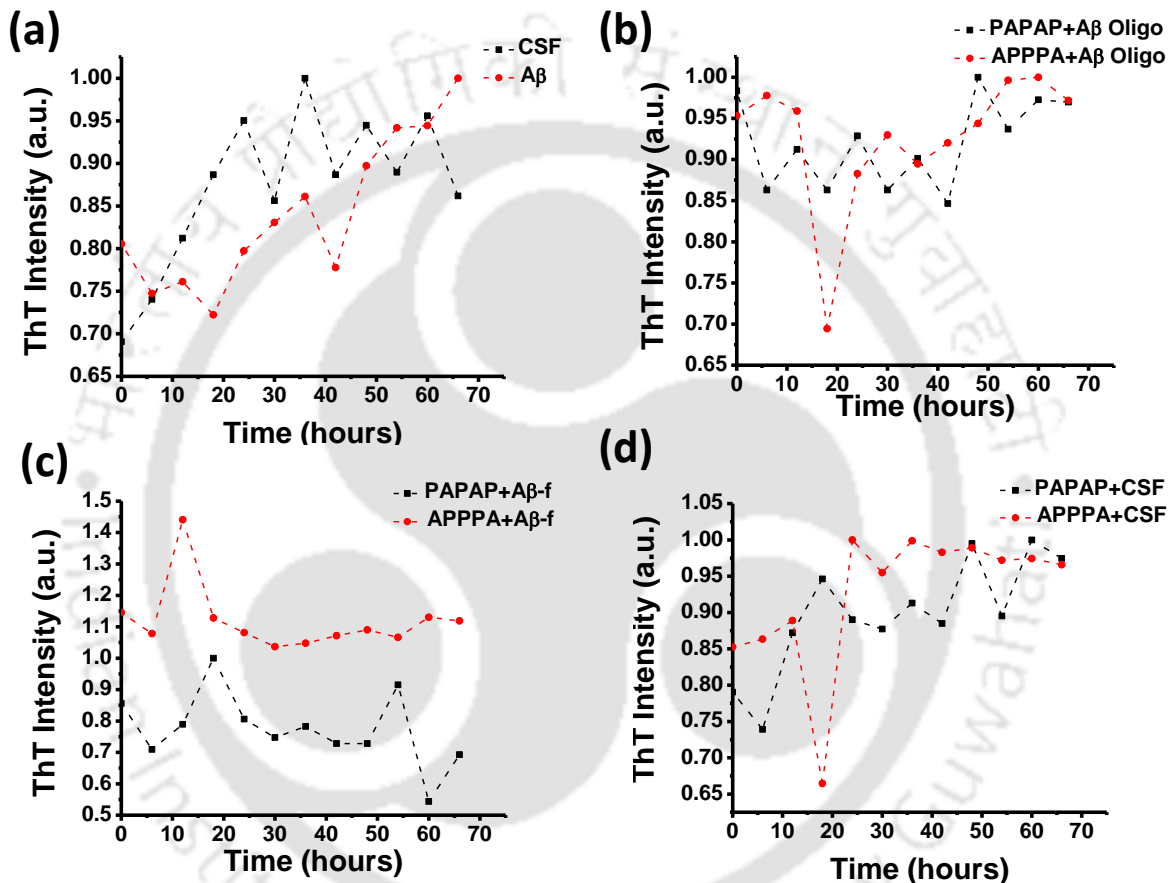 (a)
CSF
Aβ
ThT Intensity (a.u.)
1.00
0.95
0.90
0.85
0.80
0.75
0.70
0.65
0 10 20 30 40 50 60 70
Time (hours)
(b)
PAPAP+Aβ Oligo
APPPA+Aβ Oligo
ThT Intensity (a.u.)
1.00
0.95
0.90
0.85
0.80
0.75
0.70
0.65
0 10 20 30 40 50 60 70
Time (hours)
(c)
PAPAP+Aβ-f
APPPA+Aβ-f
ThT Intensity (a.u.)
1.5
1.4
1.3
1.2
1.1
1.0
0.9
0.8
0.7
0.6
0.5
0 10 20 30 40 50 60 70
Time (hours)
(d)
PAPAP+CSF
APPPA+CSF
ThT Intensity (a.u.)
1.05
1.00
0.95
0.90
0.85
0.80
0.75
0.70
0.65
0 10 20 30 40 50 60 70
Time (hours)
Guwahati